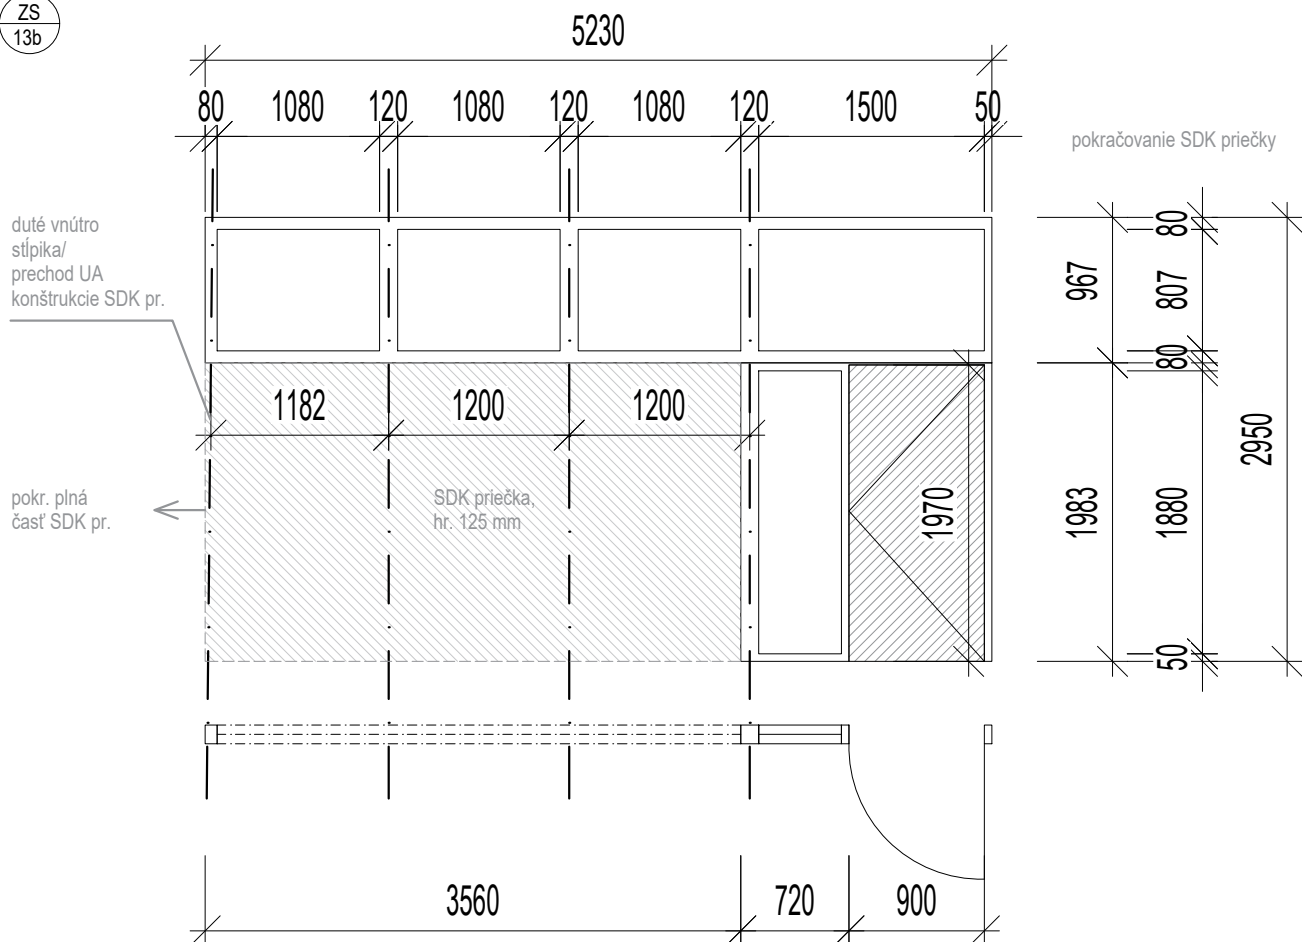 ZS
13b
5230
80 1080 120 1080 120 1080 120 1500 50
pokračovanie SDK priečky
duté vnútro
stĺpika/
prechod UA
konštrukcie SDK pr.
80
967
807
80
1182 1200 1200
2950
pokr. plná
časť SDK pr.
SDK priečka,
hr. 125 mm
1970
1983
1880
50
3560 720 900